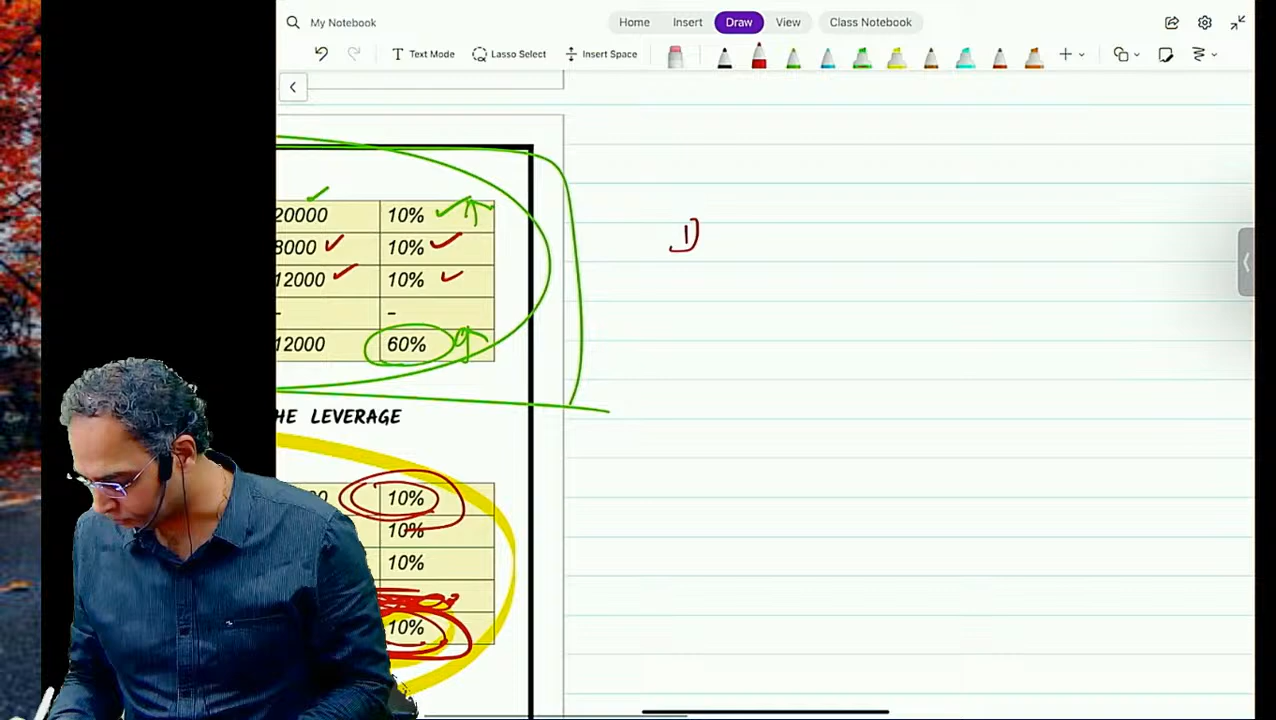 My Notebook
Home Insert Draw View Class Notebook
Text Mode Lasso Select Insert Space
20000 10%
8000 10%
12000 10%
- -
12000 60%
HE LEVERAGE
10%
10%
10%
10%
1)